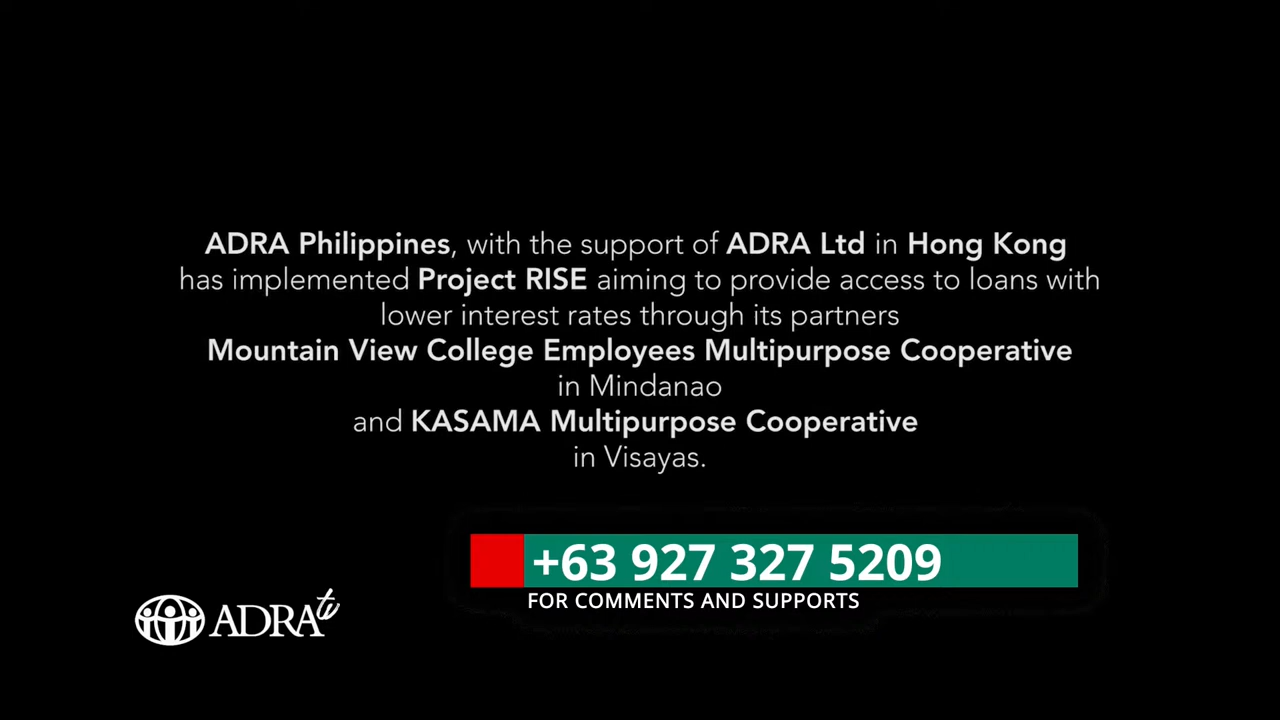 ADRA Philippines, with the support of ADRA Ltd in Hong Kong
has implemented Project RISE aiming to provide access to loans with
lower interest rates through its partners
Mountain View College Employees Multipurpose Cooperative
in Mindanao
and KASAMA Multipurpose Cooperative
in Visayas.
+63 927 327 5209
FOR COMMENTS AND SUPPORTS
ADRA tv